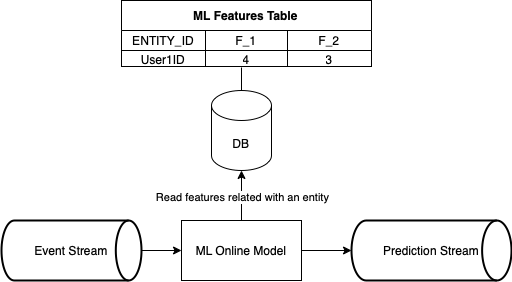 ML Features Table
ENTITY_ID F_1 F_2
User1ID 4 3
DB
Read features related with an entity
Event Stream ML Online Model Prediction Stream